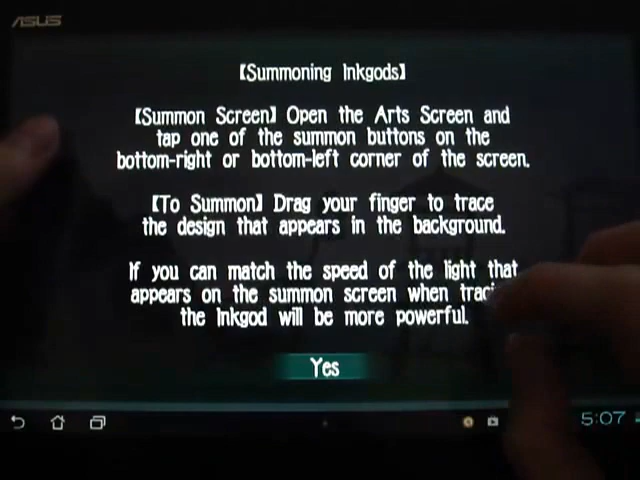 ASUS
【Summoning Inkgods】
【Summon Screen】 Open the Arts Screen and
tap one of the summon buttons on the
bottom-right or bottom-left corner of the screen.
【To Summon】 Drag your finger to trace
the design that appears in the background.
If you can match the speed of the light that
appears on the summon screen when
the Inkgod will be more powerful.
Yes
5:07